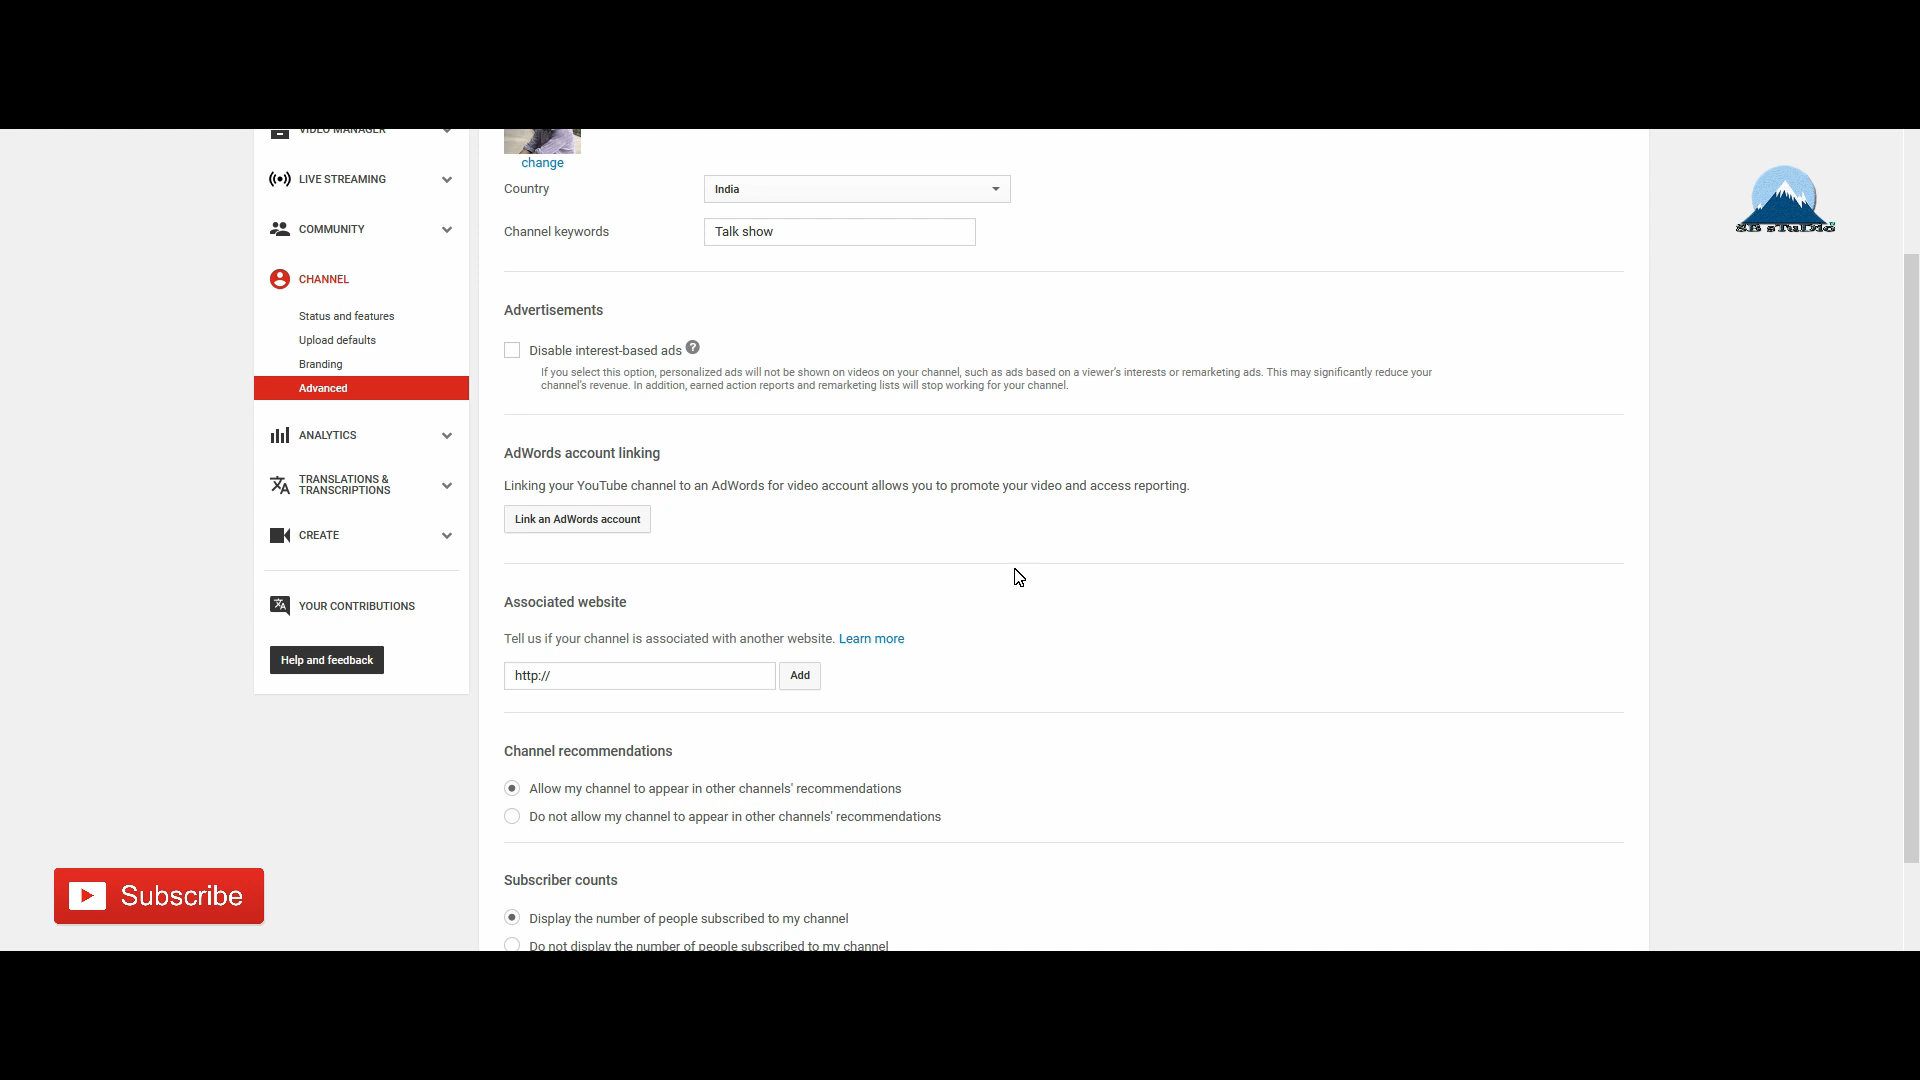 VIDEO MANAGER
LIVE STREAMING
COMMUNITY
CHANNEL
Status and features
Upload defaults
Branding
Advanced
ANALYTICS
TRANSLATIONS &
TRANSCRIPTIONS
CREATE
YOUR CONTRIBUTIONS
Help and feedback
change
Country
India
Channel keywords
Talk show
Advertisements
Disable interest-based ads ?
If you select this option, personalized ads will not be shown on videos on your channel, such as ads based on a viewer's interests or remarketing ads. This may significantly reduce your
channel's revenue. In addition, earned action reports and remarketing lists will stop working for your channel.
AdWords account linking
Linking your YouTube channel to an AdWords for video account allows you to promote your video and access reporting.
Link an AdWords account
Associated website
Tell us if your channel is associated with another website. Learn more
http://
Add
Channel recommendations
Allow my channel to appear in other channels' recommendations
Do not allow my channel to appear in other channels' recommendations
Subscriber counts
Display the number of people subscribed to my channel
Do not display the number of people subscribed to my channel
Subscribe